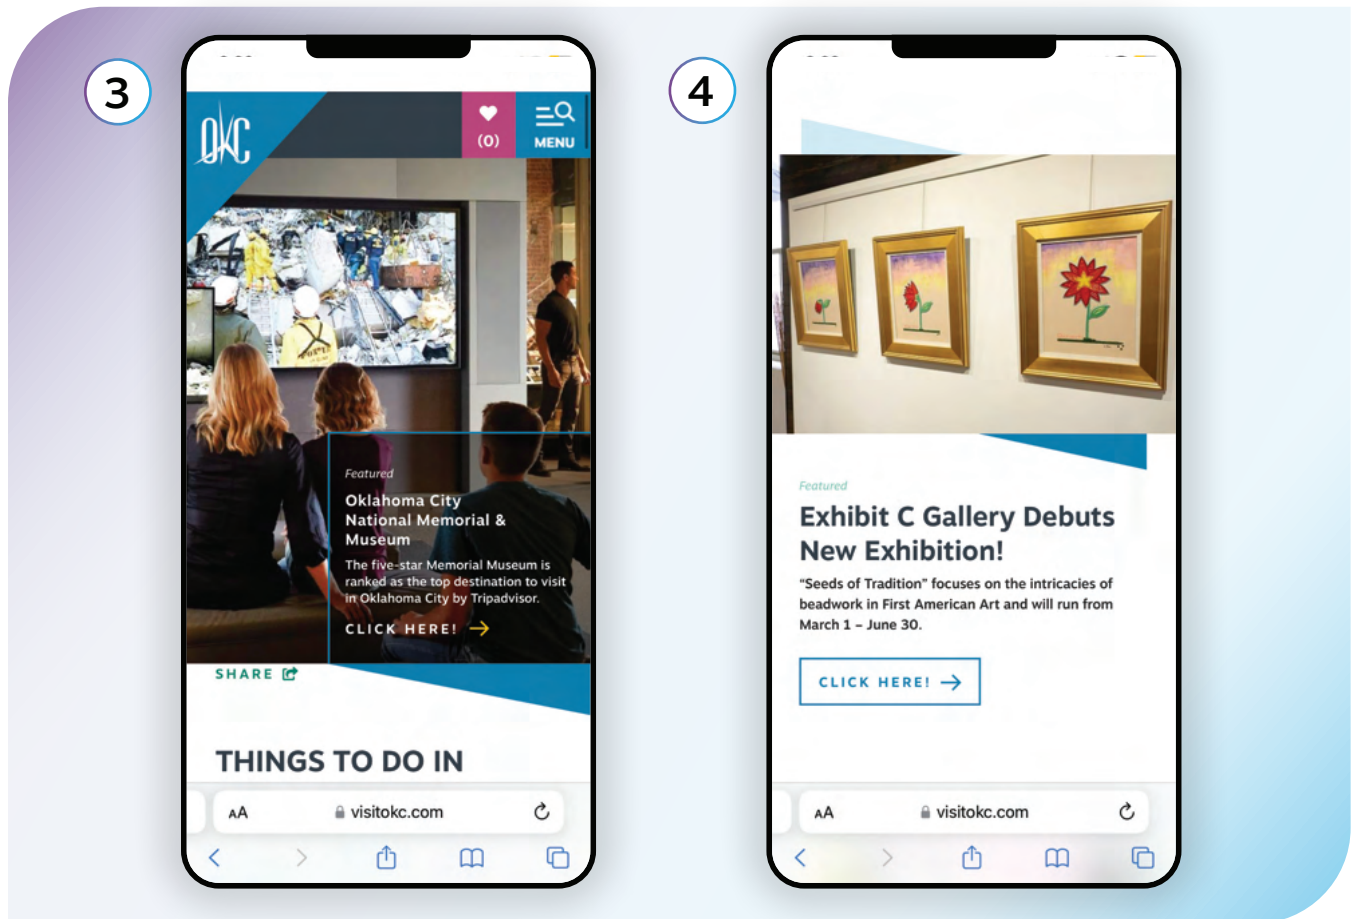 3
OKC
(0)
MENU
Featured
Oklahoma City
National Memorial &
Museum
The five-star Memorial Museum is
ranked as the top destination to visit
in Oklahoma City by Tripadvisor.
CLICK HERE!
SHARE
THINGS TO DO IN
AA
visitokc.com
4
Featured
Exhibit C Gallery Debuts
New Exhibition!
“Seeds of Tradition” focuses on the intricacies of
beadwork in First American Art and will run from
March 1 – June 30.
CLICK HERE!
AA
visitokc.com